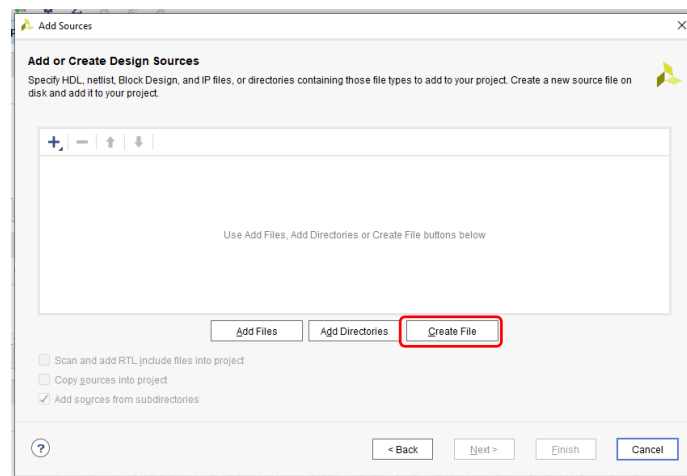 Add Sources
Add or Create Design Sources
Specify HDL, netlist, Block Design, and IP files, or directories containing those file types to add to your project. Create a new source file on
disk and add it to your project.
Use Add Files, Add Directories or Create File buttons below
Add Files
Add Directories
Create File
Scan and add RTL include files into project
Copy sources into project
Add sources from subdirectories
?
< Back
Next >
Finish
Cancel